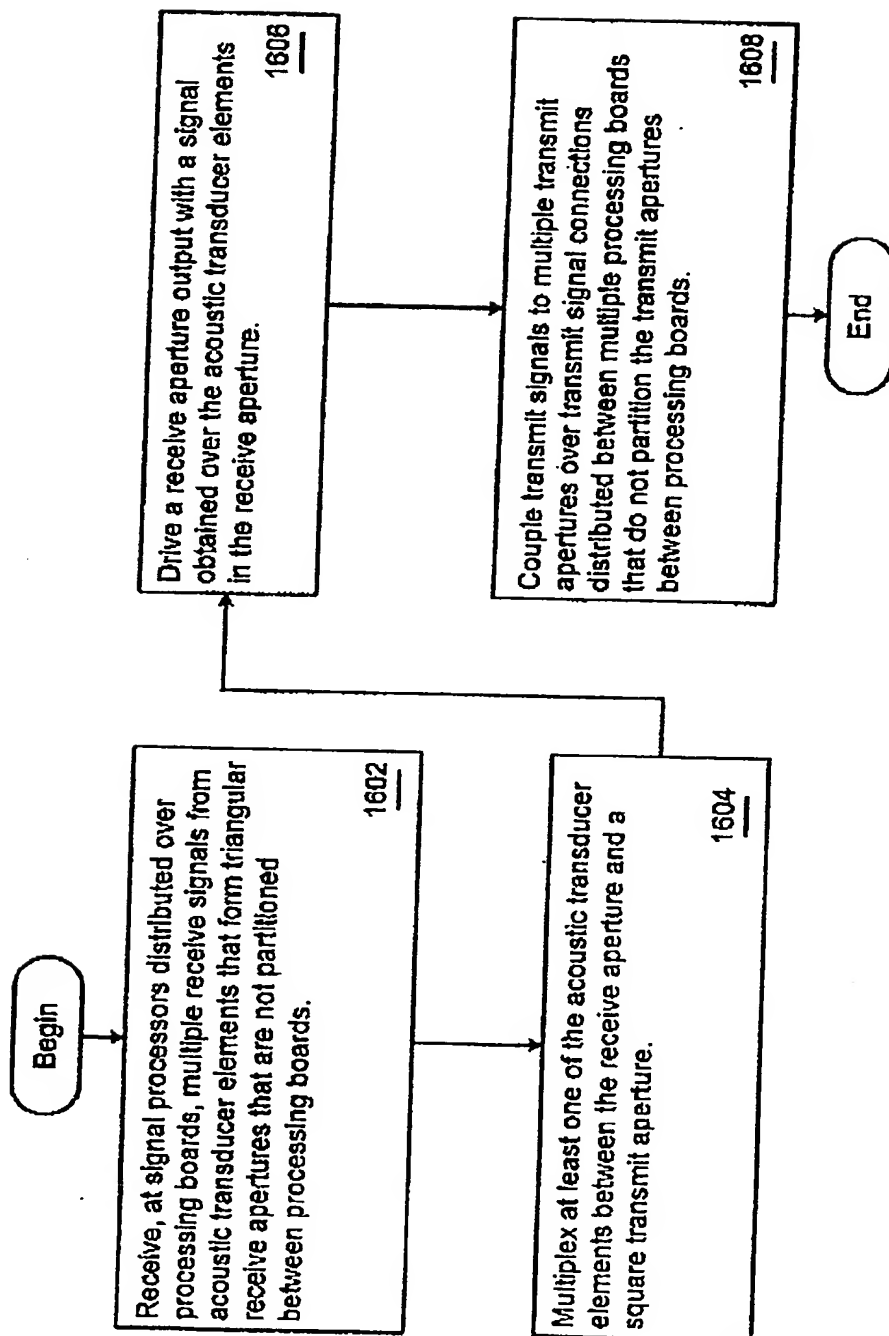 Begin
Receive, at signal processors distributed over
processing boards, multiple receive signals from
acoustic transducer elements that form triangular
receive apertures that are not partitioned
between processing boards.
1602
Multiplex at least one of the acoustic transducer
elements between the receive aperture and a
square transmit aperture.
1604
Drive a receive aperture output with a signal
obtained over the acoustic transducer elements
in the receive aperture.
1606
Couple transmit signals to multiple transmit
apertures over transmit signal connections
distributed between multiple processing boards
that do not partition the transmit apertures
between processing boards.
1608
End